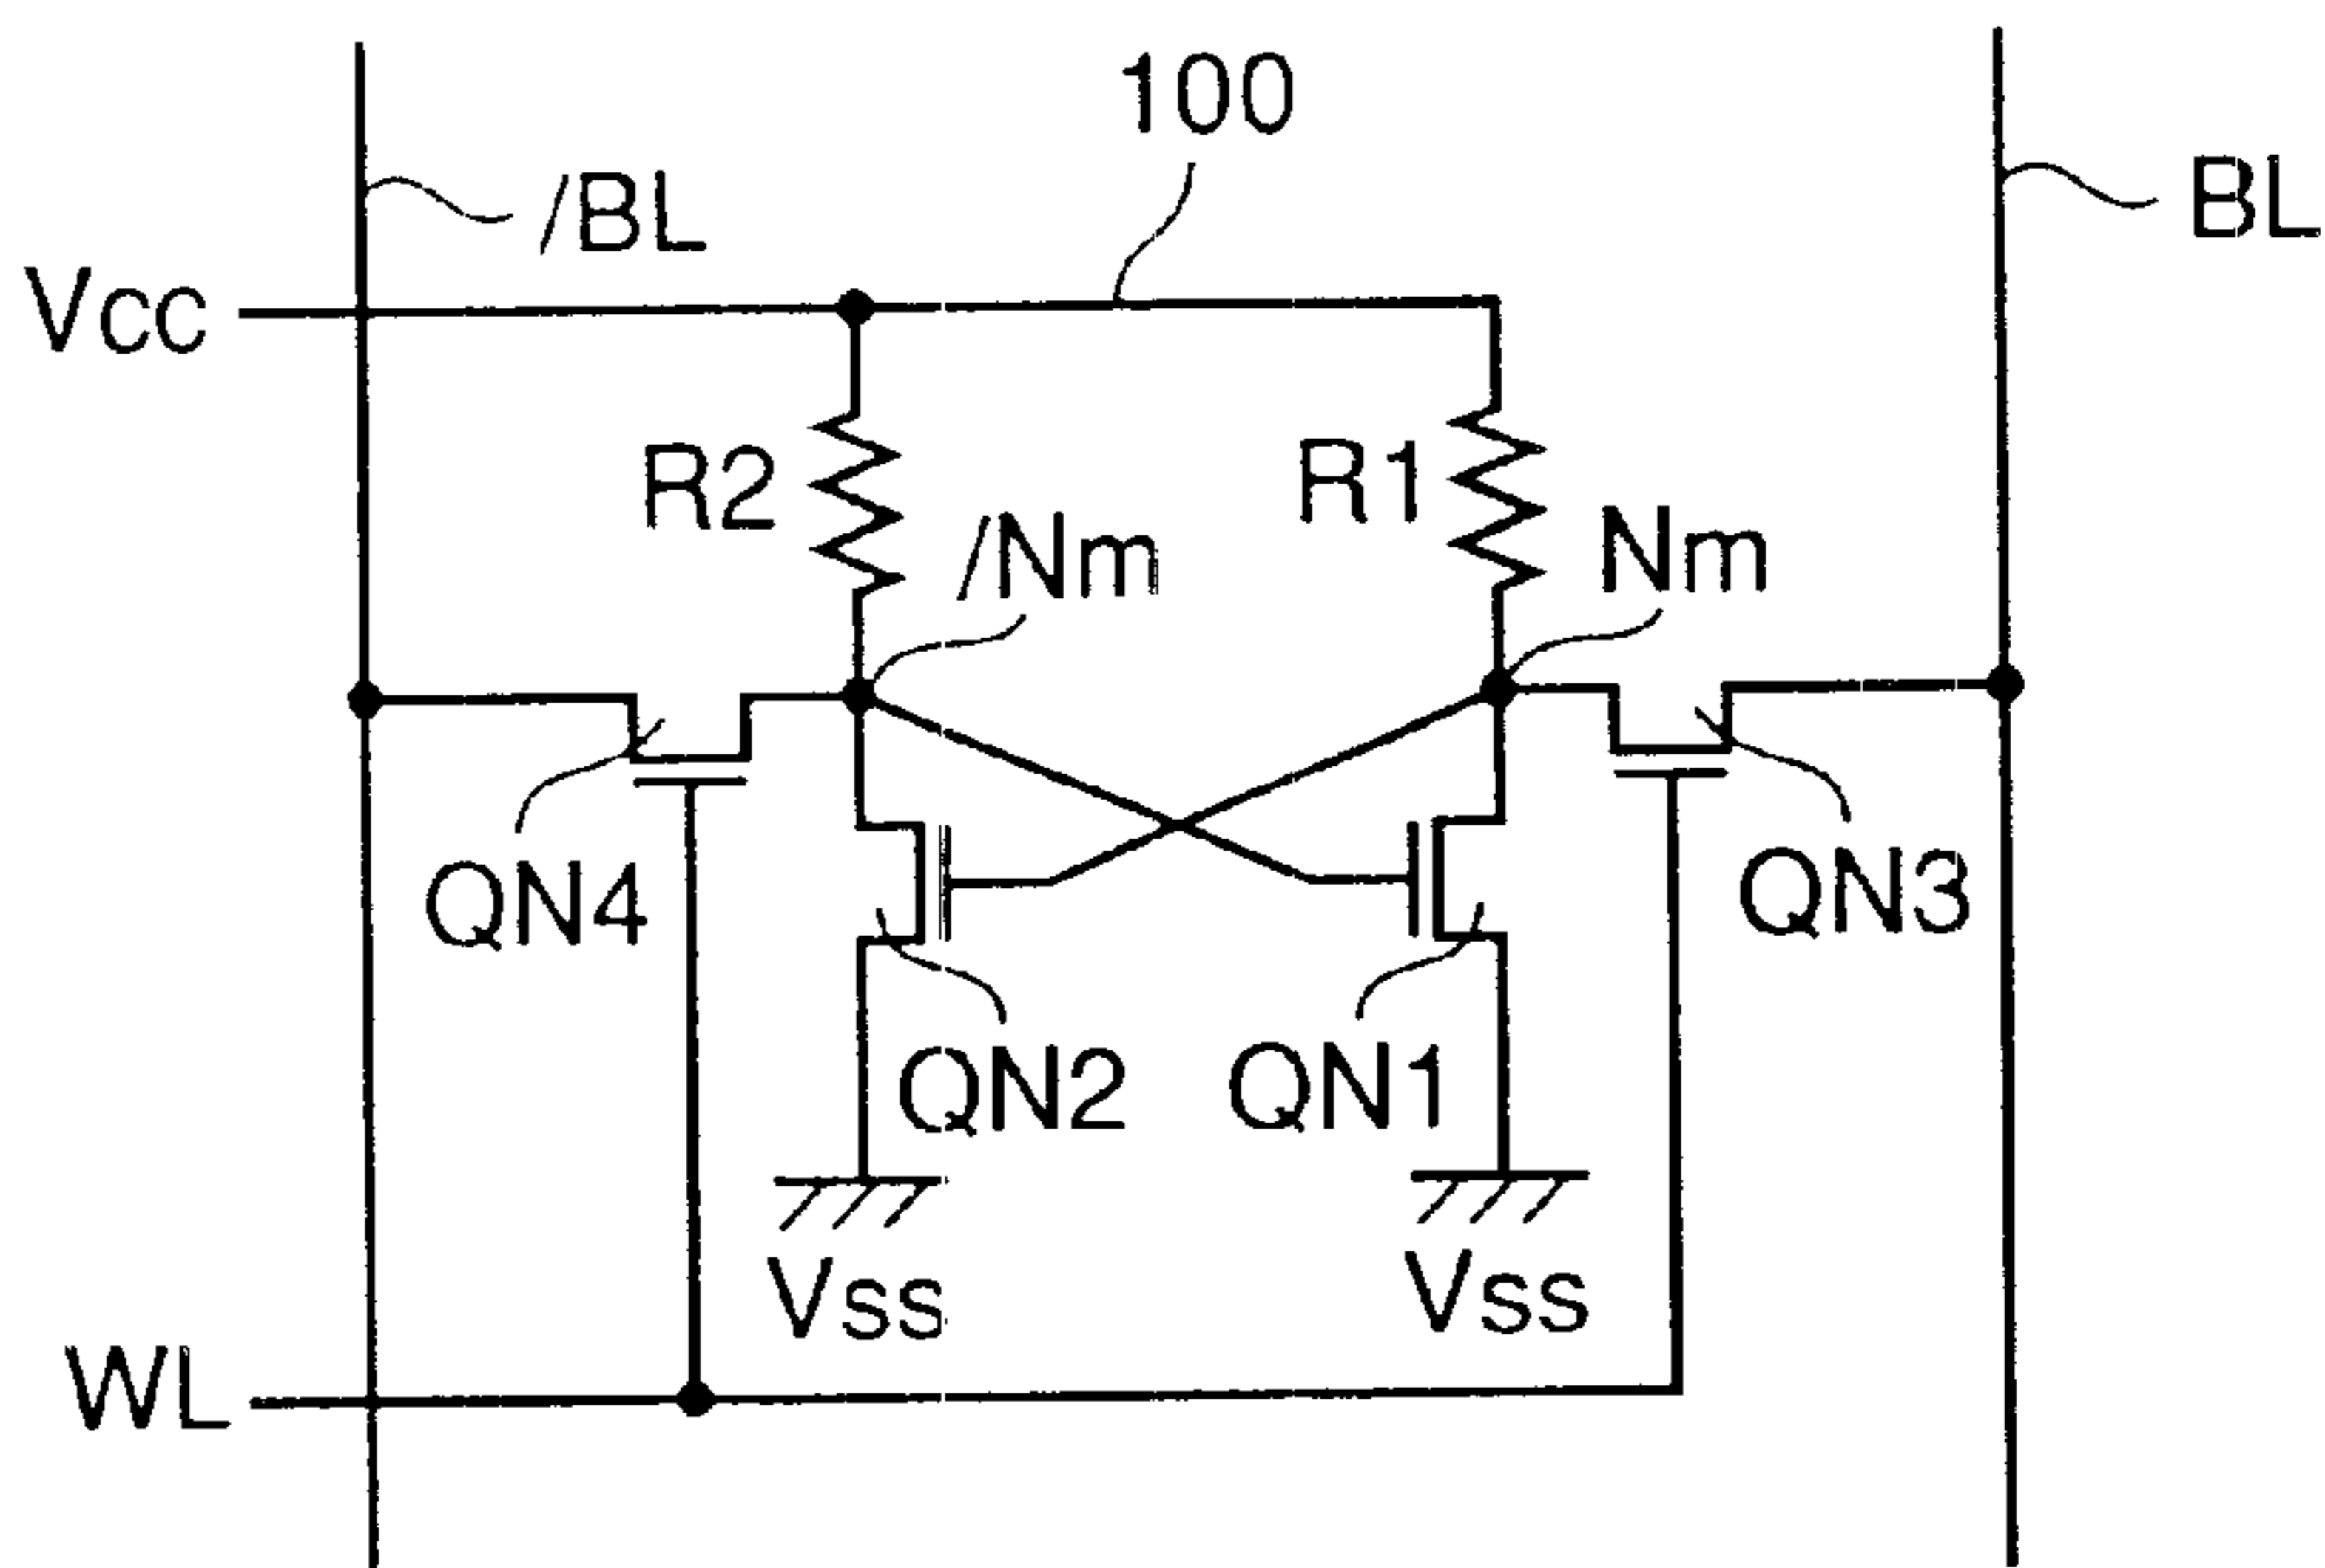 100
/BL
BL
Vcc
R2
R1
/Nm
Nm
QN4
QN3
QN2
QN1
Vss
Vss
WL